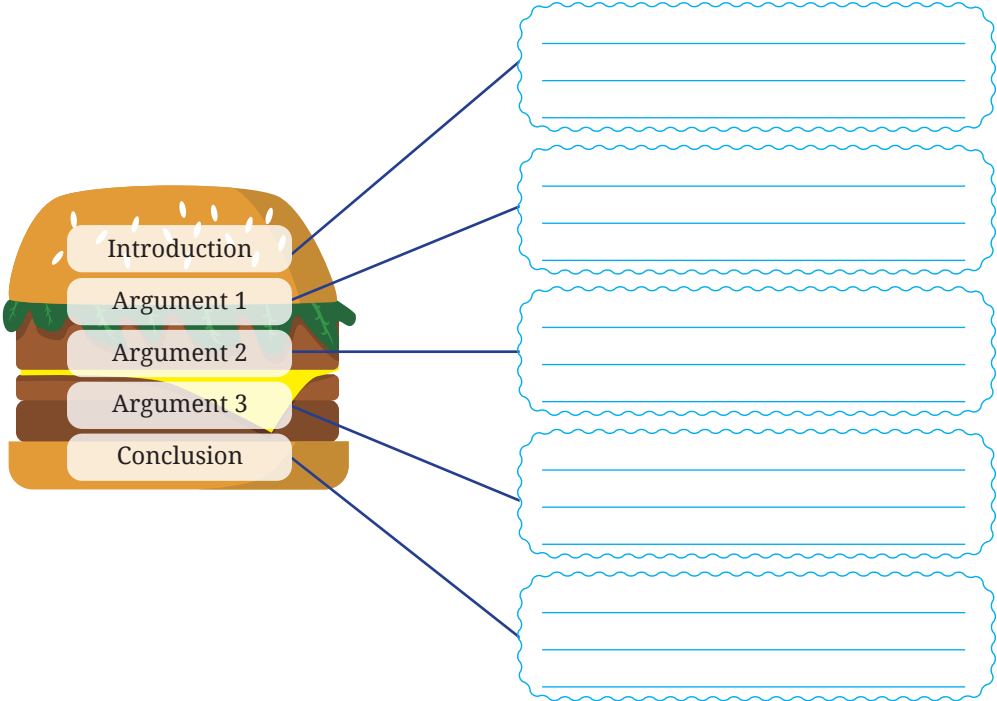 Introduction
Argument 1
Argument 2
Argument 3
Conclusion